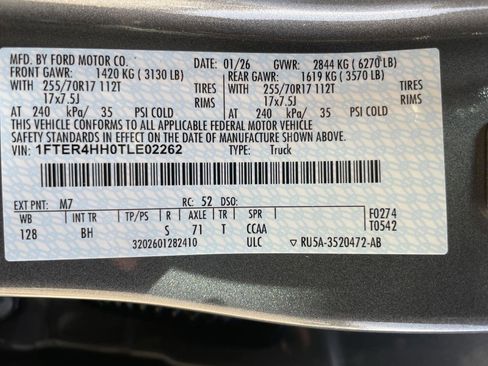 MFD. BY FORD MOTOR CO. DATE: 01/26 GVWR: 2844 KG (6270 LB)
FRONT GAWR: 1420 KG (3130 LB) REAR GAWR: 1619 KG (3570 LB)
WITH 255/70R17 112T TIRES WITH 255/70R17 112T TIRES
17x7.5J RIMS 17x7.5J RIMS
AT 240 kPa/ 35 PSI COLD AT 240 kPa/ 35 PSI COLD
THIS VEHICLE CONFORMS TO ALL APPLICABLE FEDERAL MOTOR VEHICLE
SAFETY STANDARDS IN EFFECT ON THE DATE OF MANUFACTURE SHOWN ABOVE.
VIN: 1FTER4HH0TLE02262 TYPE: Truck
EXT PNT: M7 RC: 52 DSO:
WB INT TR TP/PS R AXLE TR SPR F0274
128 BH S 71 T CCAA T0542
3202601282410 ULC RU5A-3520472-AB